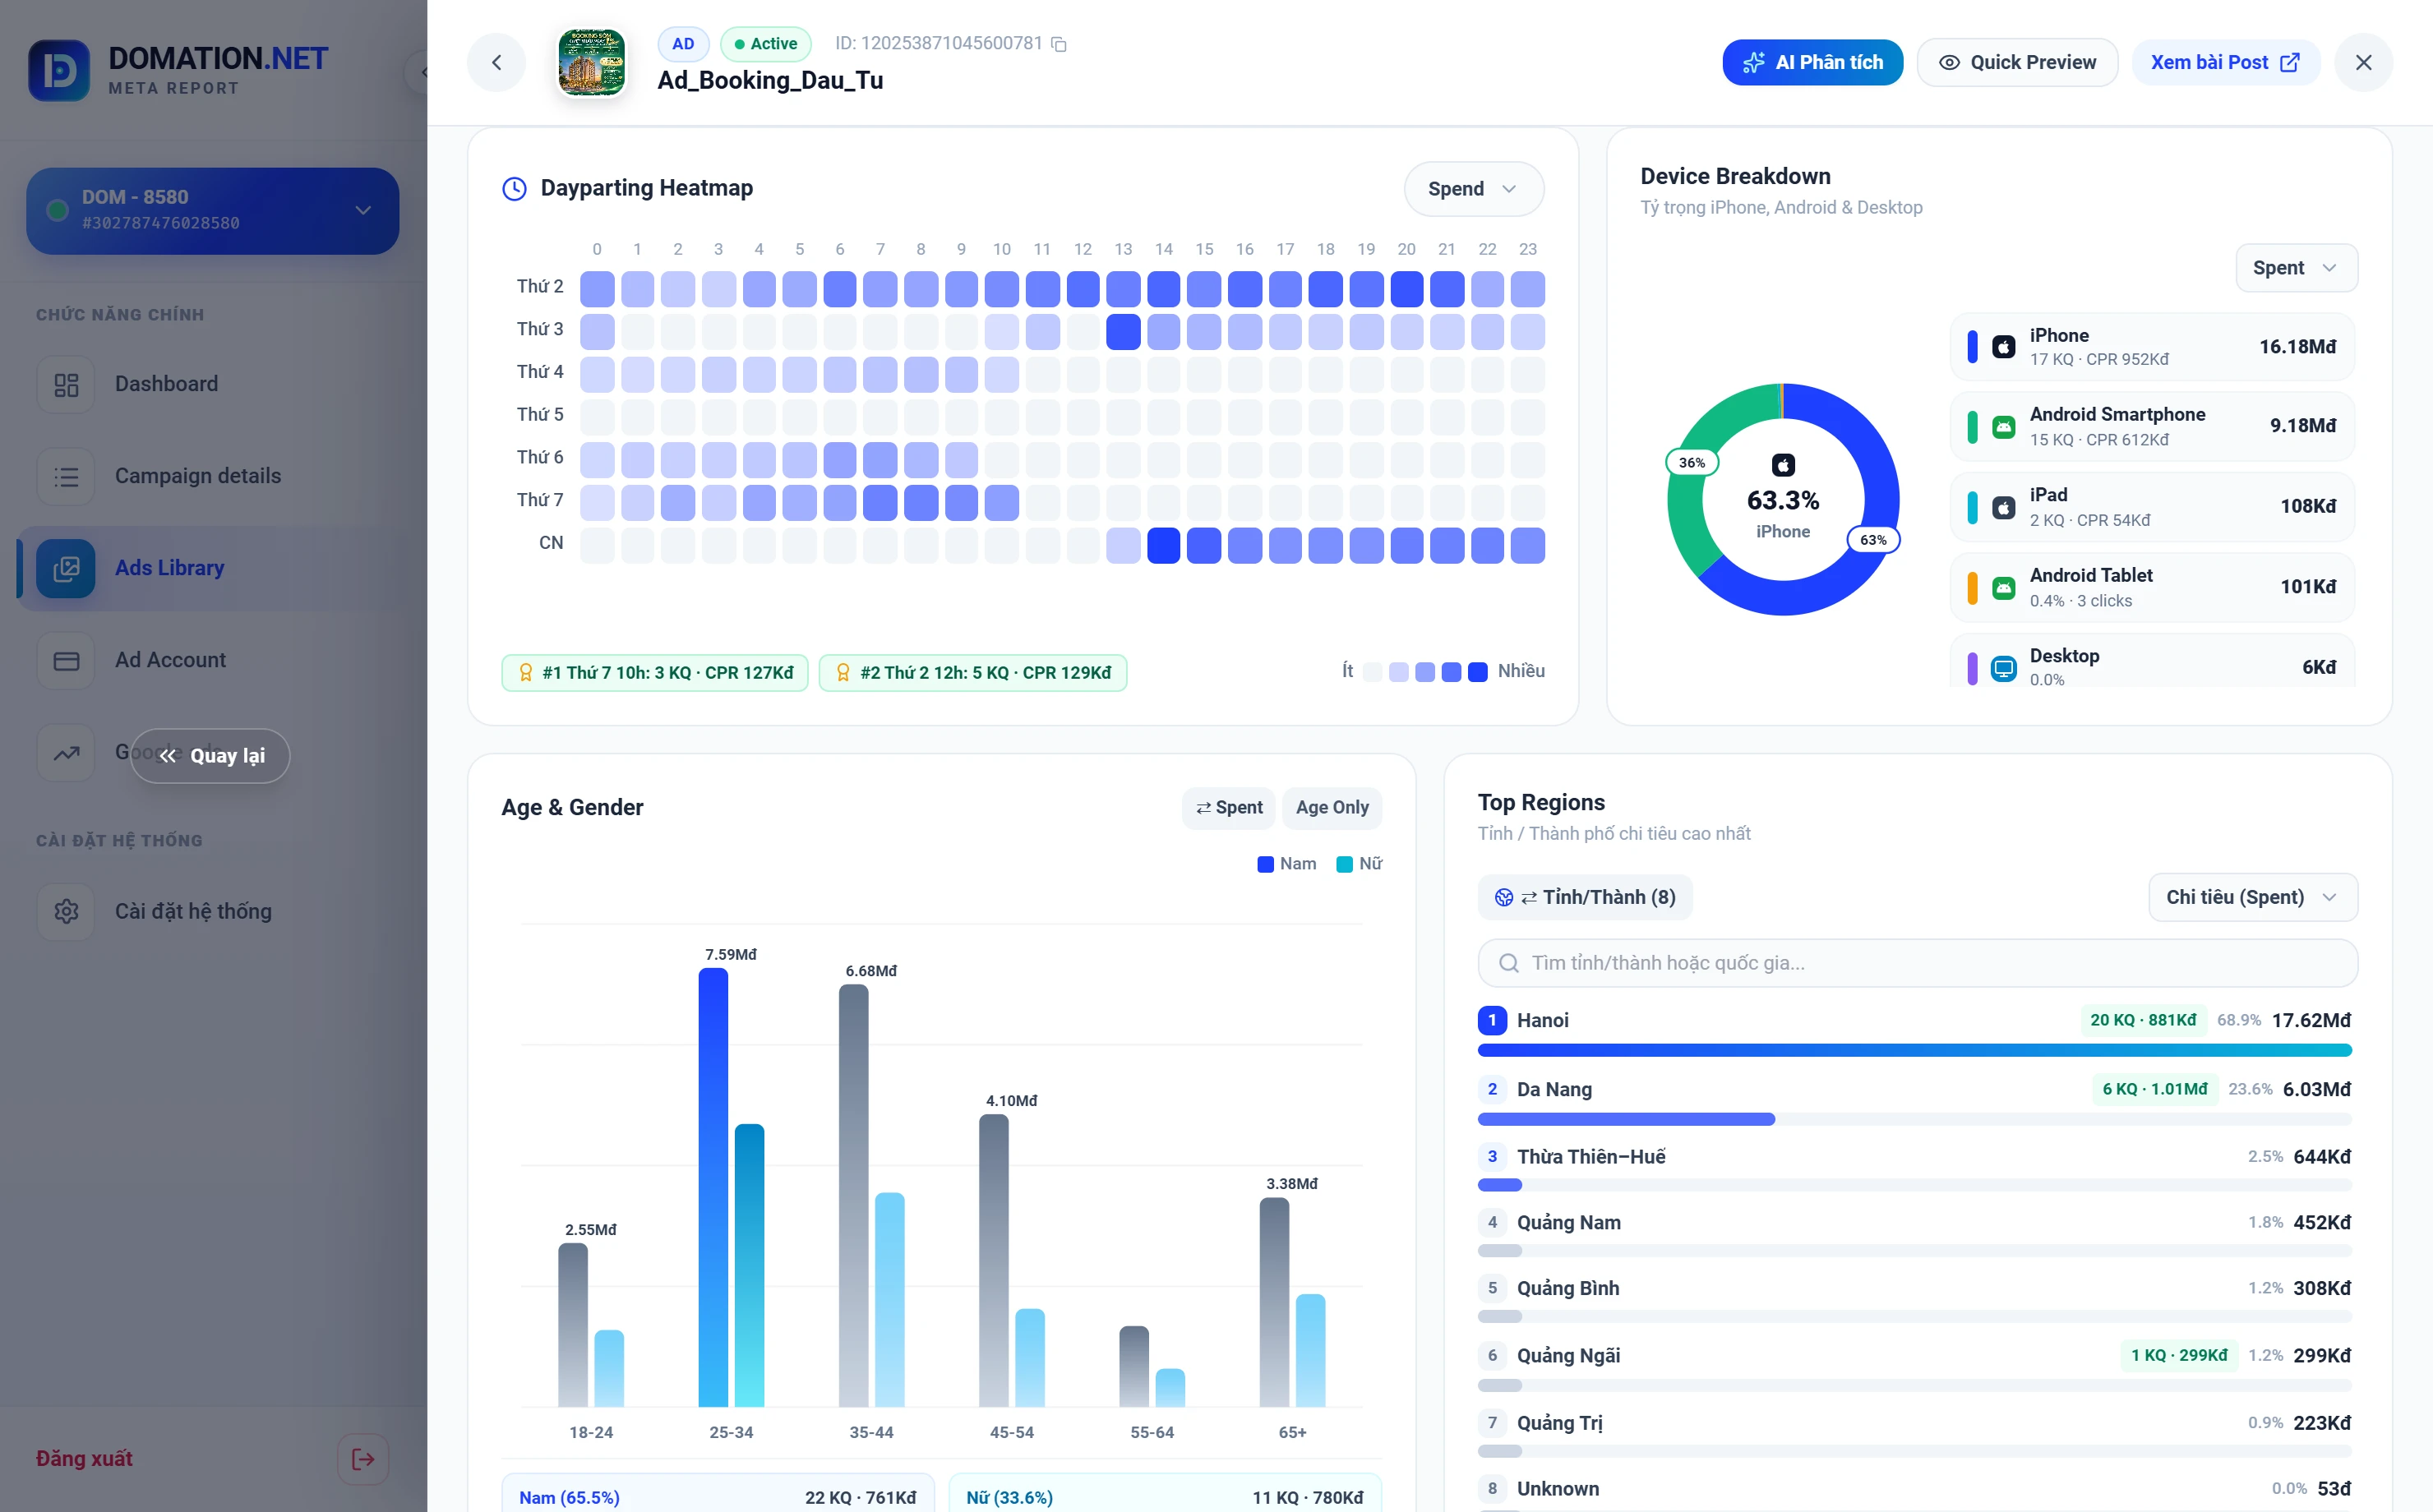 DOMATION.NET
META REPORT
DOM - 8580
#302787476028580
CHỨC NĂNG CHÍNH
Dashboard
Campaign details
Ads Library
Ad Account
Quay lại
CÀI ĐẶT HỆ THỐNG
Cài đặt hệ thống
Đăng xuất
AD
Active
ID: 120253871045600781
Ad_Booking_Dau_Tu
AI Phân tích
Quick Preview
Xem bài Post
Dayparting Heatmap
Spend
0 1 2 3 4 5 6 7 8 9 10 11 12 13 14 15 16 17 18 19 20 21 22 23
Thứ 2
Thứ 3
Thứ 4
Thứ 5
Thứ 6
Thứ 7
CN
#1 Thứ 7 10h: 3 KQ · CPR 127Kđ
#2 Thứ 2 12h: 5 KQ · CPR 129Kđ
Ít
Nhiều
Device Breakdown
Tỷ trọng iPhone, Android & Desktop
Spent
36%
63.3%
iPhone
63%
iPhone
17 KQ · CPR 952Kđ
16.18Mđ
Android Smartphone
15 KQ · CPR 612Kđ
9.18Mđ
iPad
2 KQ · CPR 54Kđ
108Kđ
Android Tablet
0.4% · 3 clicks
101Kđ
Desktop
0.0%
6Kđ
Age & Gender
⇄ Spent
Age Only
Nam
Nữ
2.55Mđ
7.59Mđ
6.68Mđ
4.10Mđ
3.38Mđ
18-24 25-34 35-44 45-54 55-64 65+
Nam (65.5%)
22 KQ · 761Kđ
Nữ (33.6%)
11 KQ · 780Kđ
Top Regions
Tỉnh / Thành phố chi tiêu cao nhất
⇄ Tỉnh/Thành (8)
Chi tiêu (Spent)
Tìm tỉnh/thành hoặc quốc gia...
1 Hanoi 20 KQ · 881Kđ 68.9% 17.62Mđ
2 Da Nang 6 KQ · 1.01Mđ 23.6% 6.03Mđ
3 Thừa Thiên–Huế 2.5% 644Kđ
4 Quảng Nam 1.8% 452Kđ
5 Quảng Bình 1.2% 308Kđ
6 Quảng Ngãi 1 KQ · 299Kđ 1.2% 299Kđ
7 Quảng Trị 0.9% 223Kđ
8 Unknown 0.0% 53đ